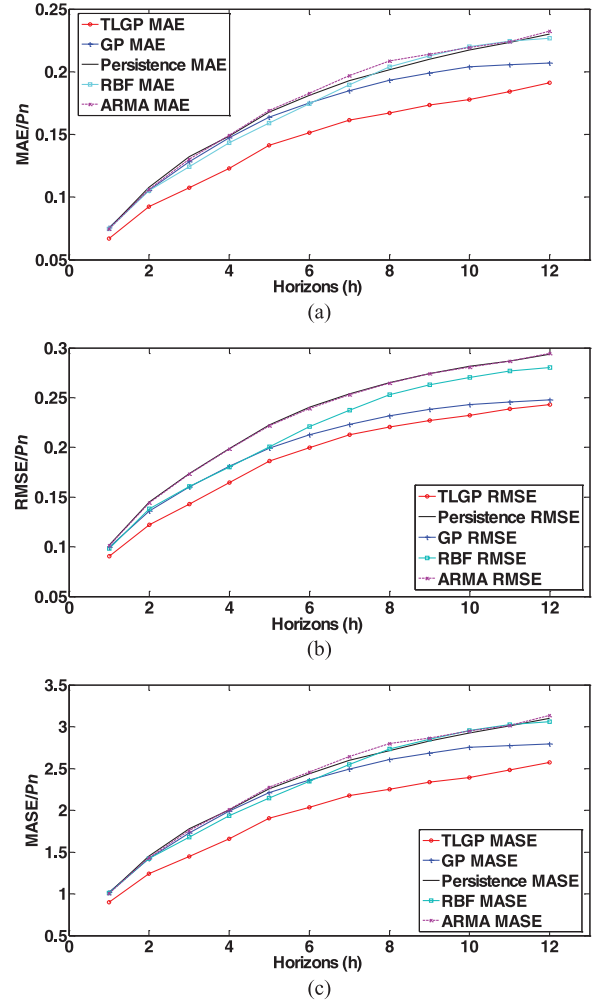 TLGP MAE
GP MAE
Persistence MAE
RBF MAE
ARMA MAE
MAE/Pn
0.25
0.2
0.15
0.1
0.05
0 2 4 6 8 10 12
Horizons (h)
(a)
RMSE/Pn
0.3
0.25
0.2
0.15
0.1
0.05
TLGP RMSE
Persistence RMSE
GP RMSE
RBF RMSE
ARMA RMSE
0 2 4 6 8 10 12
Horizons (h)
(b)
MASE/Pn
3.5
3
2.5
2
1.5
1
0.5
TLGP MASE
GP MASE
Persistence MASE
RBF MASE
ARMA MASE
0 2 4 6 8 10 12
Horizons (h)
(c)